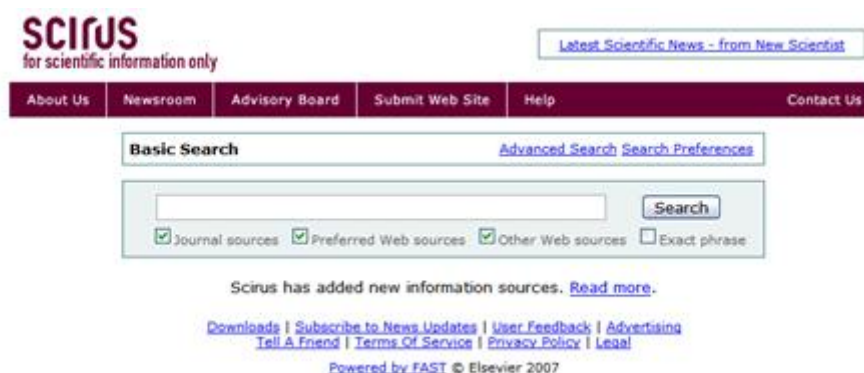 SCIrUS
for scientific information only
Latest Scientific News - from New Scientist
About Us Newsroom Advisory Board Submit Web Site Help Contact Us
Basic Search Advanced Search Search Preferences
Search
Journal sources Preferred Web sources Other Web sources Exact phrase
Scirus has added new information sources. Read more.
Downloads | Subscribe to News Updates | User Feedback | Advertising
Tell A Friend | Terms Of Service | Privacy Policy | Legal
Powered by FAST © Elsevier 2007